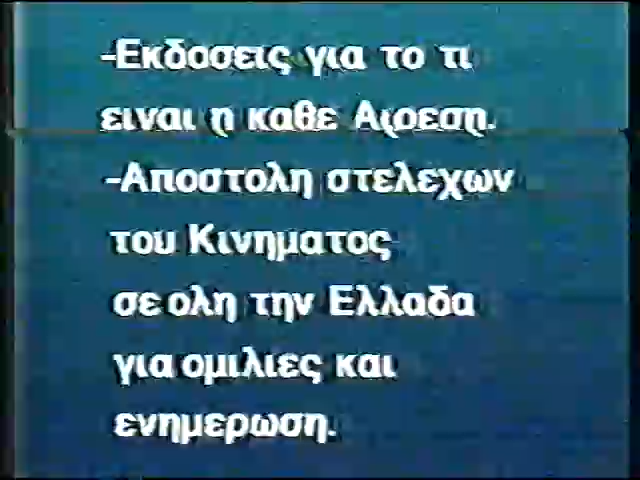 -Εκδοσεις για το τι
ειναι η καθε Αιρεση.
-Αποστολη στελεχων
του Κινηματος
σε ολη την Ελλαδα
για ομιλιες και
ενημερωση.